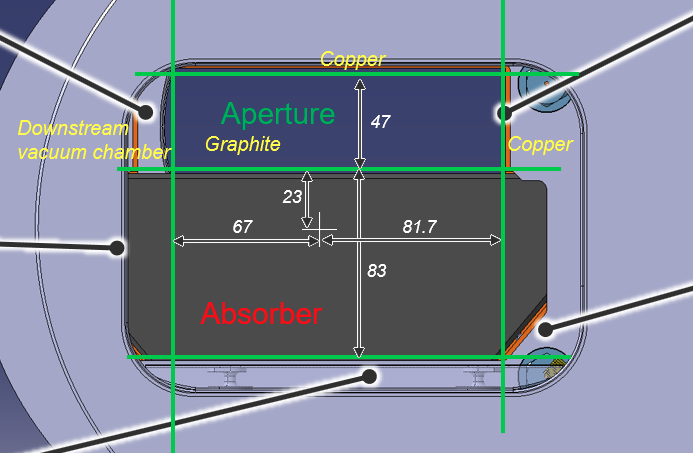 Copper
Aperture
47
Downstream
vacuum chamber
Graphite
Copper
23
67
81.7
83
Absorber